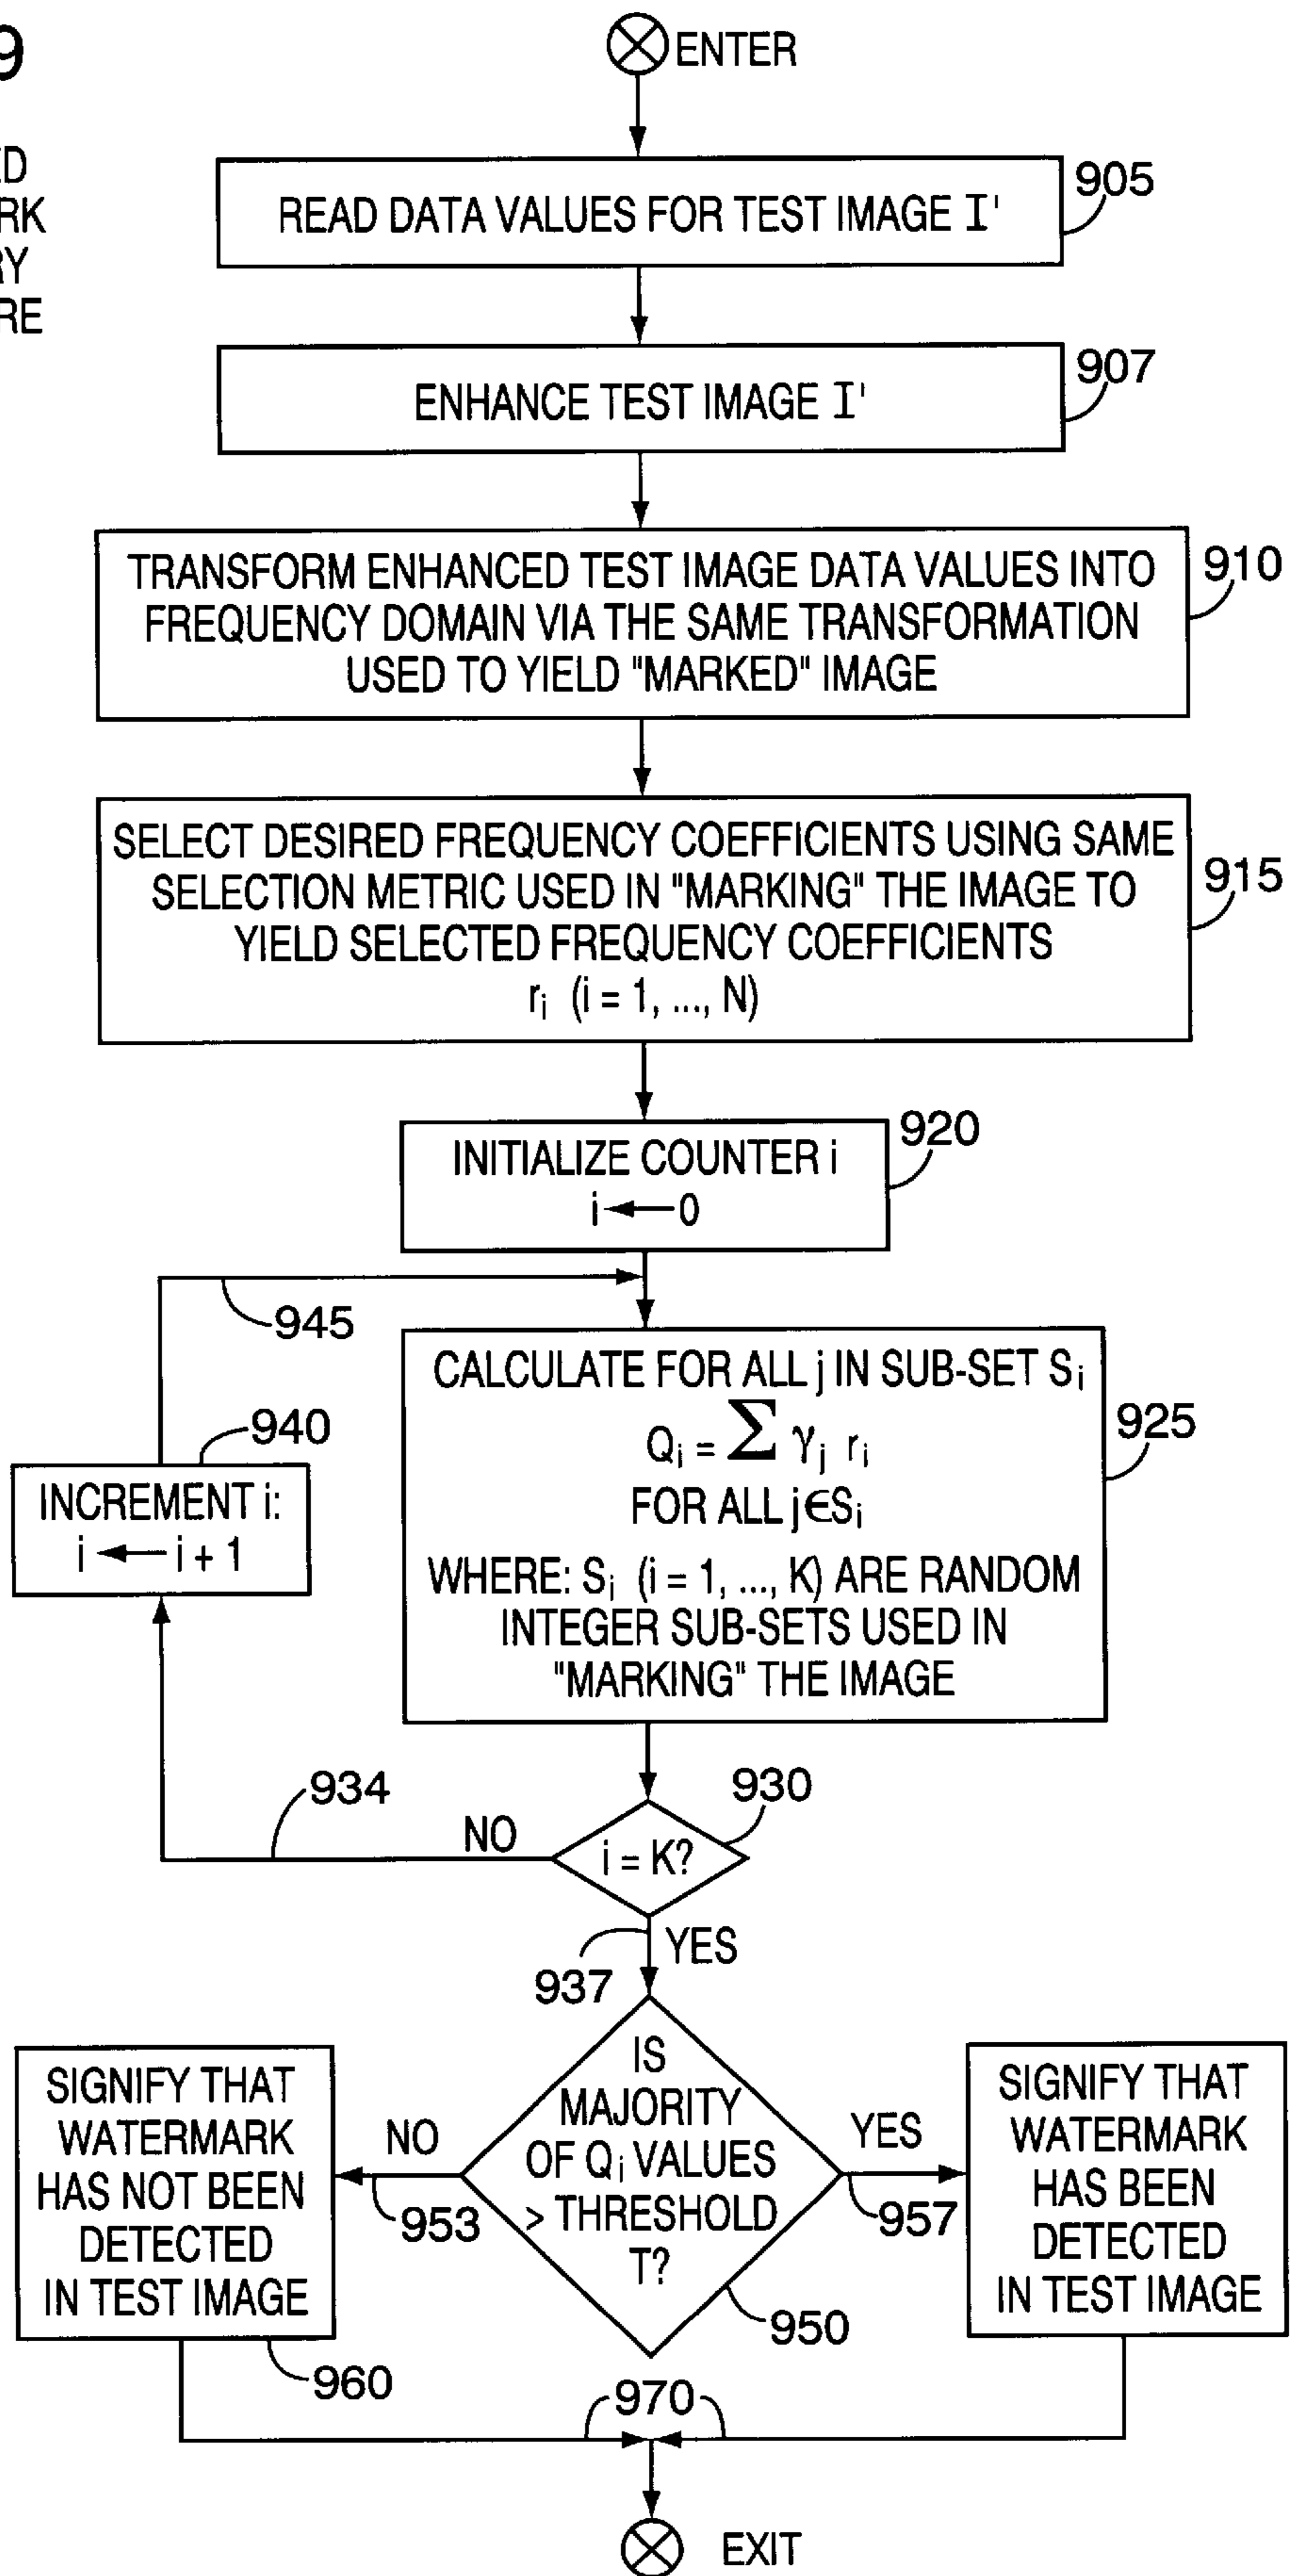 9
ENTER
READ DATA VALUES FOR TEST IMAGE I'
905
ENHANCE TEST IMAGE I'
907
TRANSFORM ENHANCED TEST IMAGE DATA VALUES INTO
FREQUENCY DOMAIN VIA THE SAME TRANSFORMATION
USED TO YIELD "MARKED" IMAGE
910
SELECT DESIRED FREQUENCY COEFFICIENTS USING SAME
SELECTION METRIC USED IN "MARKING" THE IMAGE TO
YIELD SELECTED FREQUENCY COEFFICIENTS
rᵢ (i = 1, ..., N)
915
INITIALIZE COUNTER i
i ← 0
920
945
CALCULATE FOR ALL j IN SUB-SET Sᵢ
Qᵢ = Σ γⱼ rᵢ
FOR ALL j∈Sᵢ
WHERE: Sᵢ (i = 1, ..., K) ARE RANDOM
INTEGER SUB-SETS USED IN
"MARKING" THE IMAGE
925
940
INCREMENT i:
i ← i + 1
934
NO
i = K?
930
937
YES
IS
MAJORITY
OF Qᵢ VALUES
> THRESHOLD
T?
950
NO
953
YES
957
SIGNIFY THAT
WATERMARK
HAS NOT BEEN
DETECTED
IN TEST IMAGE
960
SIGNIFY THAT
WATERMARK
HAS BEEN
DETECTED
IN TEST IMAGE
970
EXIT